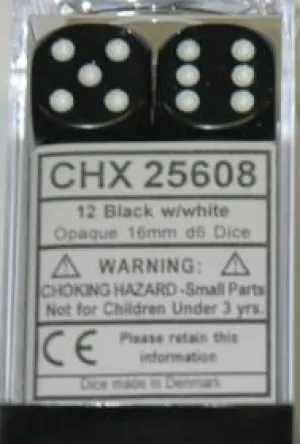 CHX 25608
12 Black w/white
Opaque 16mm d6 Dice
WARNING:
CHOKING HAZARD -Small Parts
Not for Children Under 3 yrs.
CE Please retain this
information
Dice made in Denmark